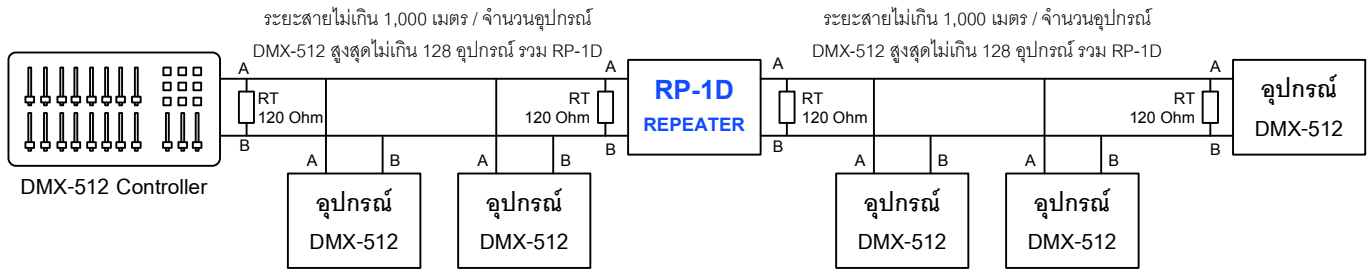 ระยะสายไม่เกิน 1,000 เมตร / จำนวนอุปกรณ์
DMX-512 สูงสุดไม่เกิน 128 อุปกรณ์ รวม RP-1D
ระยะสายไม่เกิน 1,000 เมตร / จำนวนอุปกรณ์
DMX-512 สูงสุดไม่เกิน 128 อุปกรณ์ รวม RP-1D
A
RT
120 Ohm
B
A
RT
120 Ohm
B
RP-1D
REPEATER
A
RT
120 Ohm
B
A
RT
120 Ohm
B
อุปกรณ์
DMX-512
DMX-512 Controller
A
B
อุปกรณ์
DMX-512
A
B
อุปกรณ์
DMX-512
A
B
อุปกรณ์
DMX-512
A
B
อุปกรณ์
DMX-512